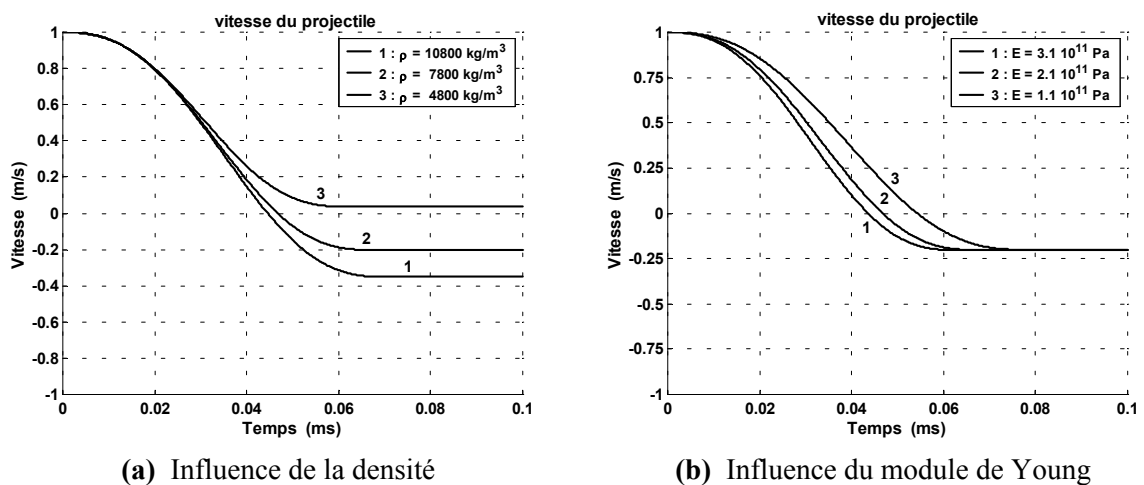 vitesse du projectile
1 : ρ = 10800 kg/m³
2 : ρ = 7800 kg/m³
3 : ρ = 4800 kg/m³
1
0.8
0.6
0.4
0.2
0
-0.2
-0.4
-0.6
-0.8
-1
Vitesse (m/s)
3
2
1
0
0.02
0.04
0.06
0.08
0.1
Temps (ms)
(a) Influence de la densité
vitesse du projectile
1 : E = 3.1 10¹¹ Pa
2 : E = 2.1 10¹¹ Pa
3 : E = 1.1 10¹¹ Pa
1
0.75
0.5
0.25
0
-0.25
-0.5
-0.75
-1
Vitesse (m/s)
3
2
1
0
0.02
0.04
0.06
0.08
0.1
Temps (ms)
(b) Influence du module de Young